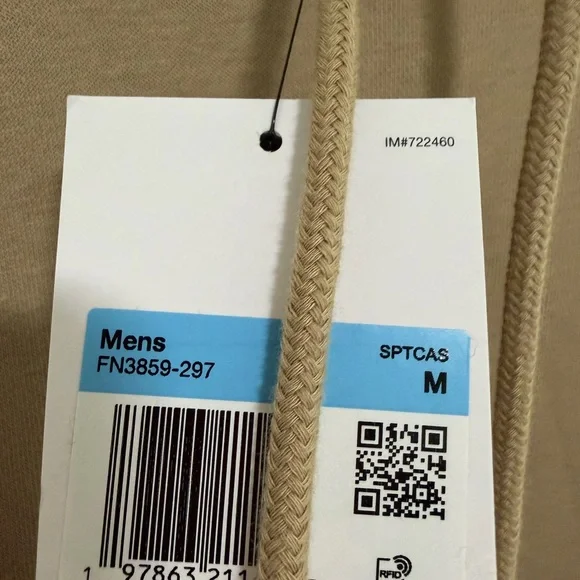 IM#722460
Mens
FN3859-297
SPTCAS
M
1 97863 211
RFID